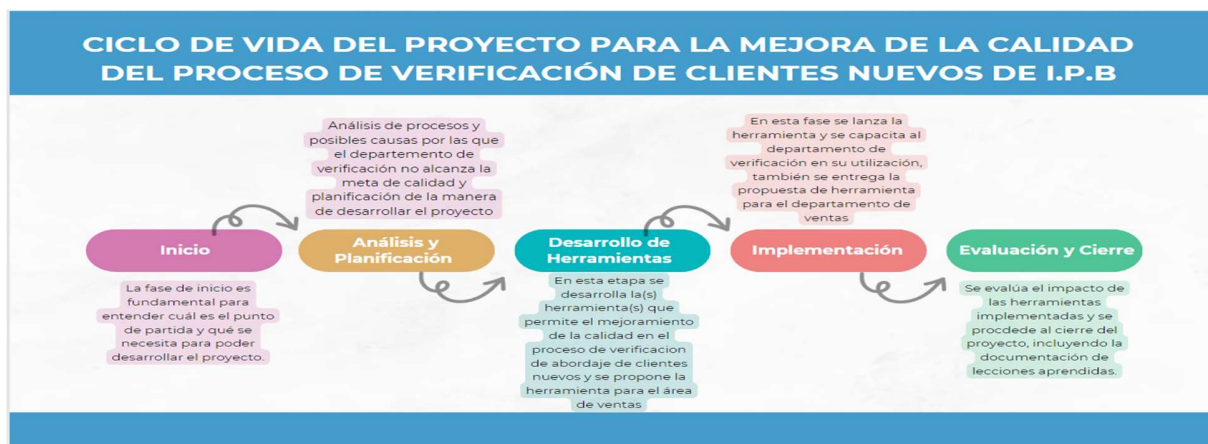 CICLO DE VIDA DEL PROYECTO PARA LA MEJORA DE LA CALIDAD
DEL PROCESO DE VERIFICACIÓN DE CLIENTES NUEVOS DE I.P.B
Inicio
La fase de inicio es
fundamental para
entender cuál es el punto
de partida y qué se
necesita para poder
desarrollar el proyecto.
Análisis de procesos y
posibles causas por las que
el departemento de
verificación no alcanza la
meta de calidad y
planificación de la manera
de desarrollar el proyecto
Análisis y
Planificación
Desarrollo de
Herramientas
En esta etapa se
desarrolla la(s)
herramienta(s) que
permite el mejoramiento
de la calidad en el
proceso de verificacion
de abordaje de clientes
nuevos y se propone la
herramienta para el área
de ventas
En esta fase se lanza la
herramienta y se capacita al
departamento de
verificación en su utilización,
también se entrega la
propuesta de herramienta
para el departamento de
ventas
Implementación
Evaluación y Cierre
Se evalúa el impacto de
las herramientas
implementadas y se
procdede al cierre del
proyecto, incluyendo la
documentación de
lecciones aprendidas.